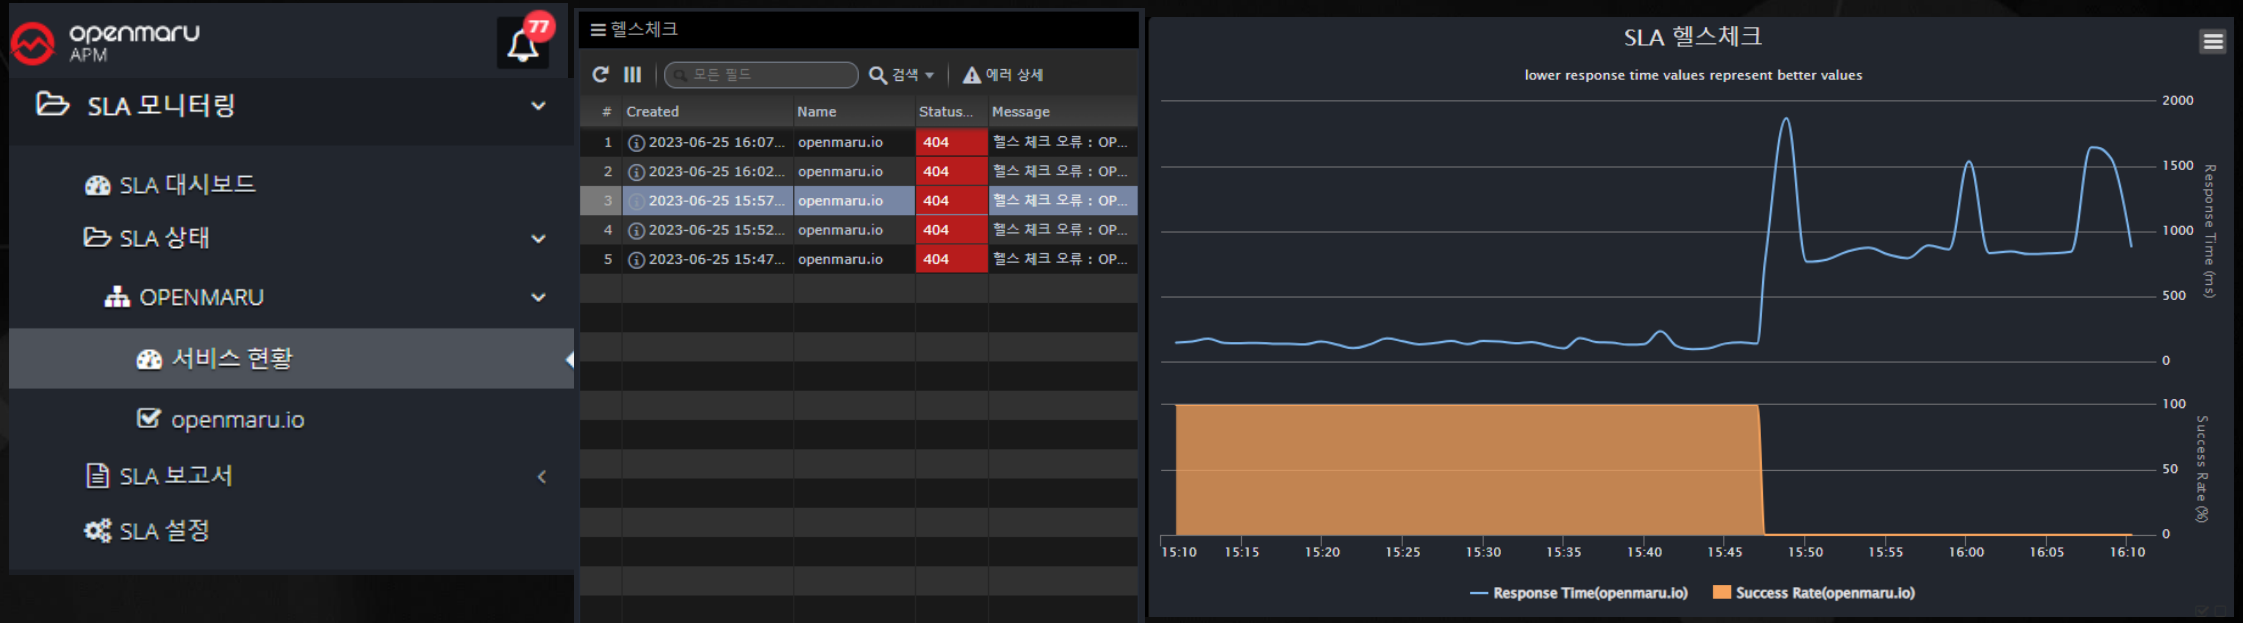 openmaru
APM
77
SLA 모니터링
SLA 대시보드
SLA 상태
OPENMARU
서비스 현황
openmaru.io
SLA 보고서
SLA 설정
헬스체크
모든 필드 검색 에러 상세
# Created Name Status... Message
1 2023-06-25 16:07... openmaru.io 404 헬스 체크 오류 : OP...
2 2023-06-25 16:02... openmaru.io 404 헬스 체크 오류 : OP...
3 2023-06-25 15:57... openmaru.io 404 헬스 체크 오류 : OP...
4 2023-06-25 15:52... openmaru.io 404 헬스 체크 오류 : OP...
5 2023-06-25 15:47... openmaru.io 404 헬스 체크 오류 : OP...
SLA 헬스체크
lower response time values represent better values
2000
1500
1000
500
0
Response Time (ms)
100
50
0
Success Rate (%)
15:10 15:15 15:20 15:25 15:30 15:35 15:40 15:45 15:50 15:55 16:00 16:05 16:10
Response Time(openmaru.io) Success Rate(openmaru.io)